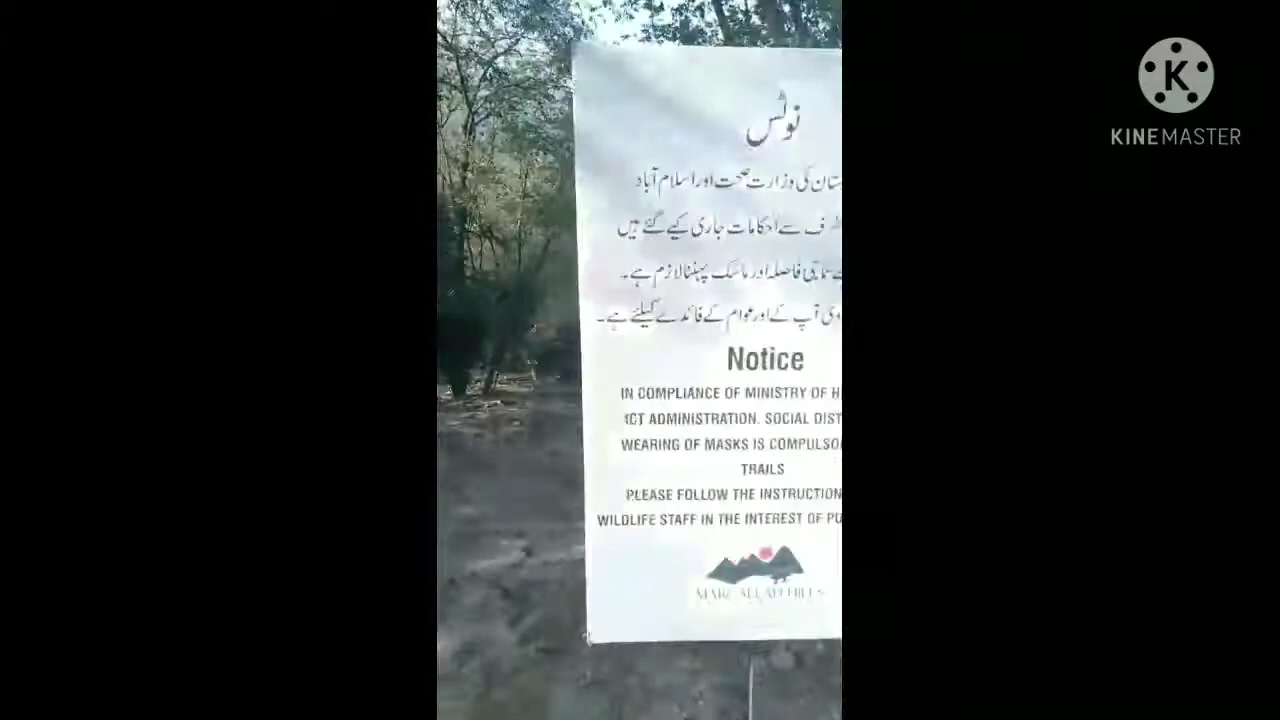 نوٹس
کی وزارت صحت اور اسلام آباد
سے احکامات جاری کیے گئے ہیں
سماجی فاصلہ اور ماسک پہننا لازم ہے۔
آپ کے اور عوام کے فائدے کیلئے ہے۔
Notice
IN COMPLIANCE OF MINISTRY OF H
ICT ADMINISTRATION. SOCIAL DIST
WEARING OF MASKS IS COMPULSO
TRAILS
PLEASE FOLLOW THE INSTRUCTION
WILDLIFE STAFF IN THE INTEREST OF PU
MARGALLAH HILLS
K
KINEMASTER